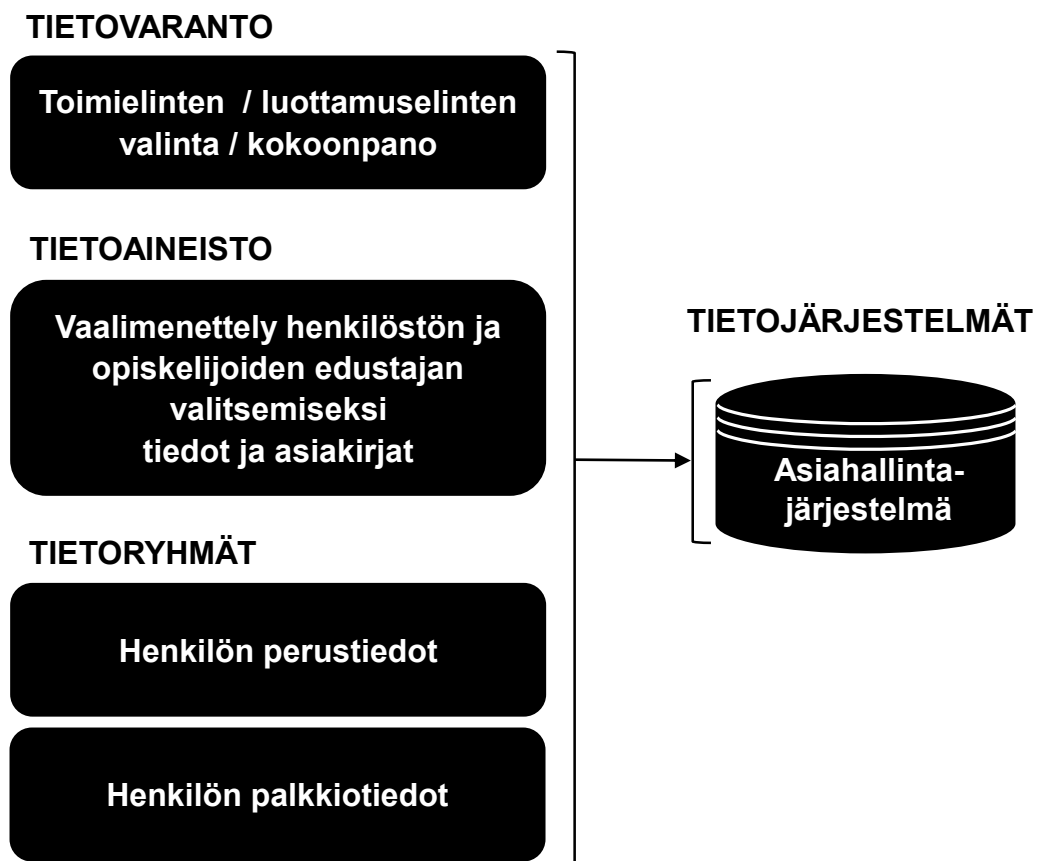 TIETOVARANTO
Toimielinten / luottamuselinten
valinta / kokoonpano
TIETOAINEISTO
Vaalimenettely henkilöstön ja
opiskelijoiden edustajan
valitsemiseksi
tiedot ja asiakirjat
TIETORYHMÄT
Henkilön perustiedot
Henkilön palkkiotiedot
TIETOJÄRJESTELMÄT
Asiahallinta-
järjestelmä